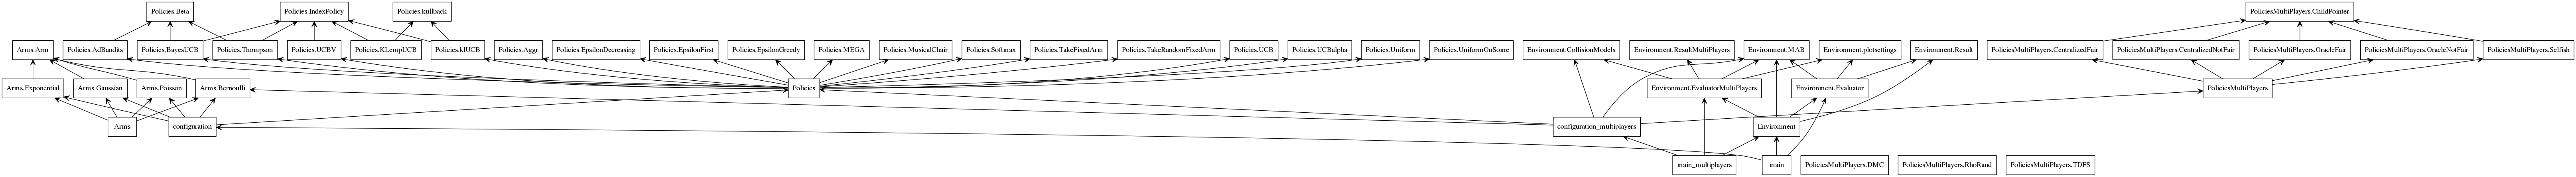 Policies.Beta
Policies.IndexPolicy
Policies.kullback
PoliciesMultiPlayers.ChildPointer
Arms.Arm
Policies.AdBandits
Policies.BayesUCB
Policies.Thompson
Policies.UCBV
Policies.KLempUCB
Policies.klUCB
Policies.Aggr
Policies.EpsilonDecreasing
Policies.EpsilonFirst
Policies.EpsilonGreedy
Policies.MEGA
Policies.MusicalChair
Policies.Softmax
Policies.TakeFixedArm
Policies.TakeRandomFixedArm
Policies.UCB
Policies.UCBalpha
Policies.Uniform
Policies.UniformOnSome
Environment.CollisionModels
Environment.ResultMultiPlayers
Environment.MAB
Environment.plotsettings
Environment.Result
PoliciesMultiPlayers.CentralizedFair
PoliciesMultiPlayers.CentralizedNotFair
PoliciesMultiPlayers.OracleFair
PoliciesMultiPlayers.OracleNotFair
PoliciesMultiPlayers.Selfish
Arms.Exponential
Arms.Gaussian
Arms.Poisson
Arms.Bernoulli
Policies
Environment.EvaluatorMultiPlayers
Environment.Evaluator
PoliciesMultiPlayers
Arms
configuration
configuration_multiplayers
Environment
main_multiplayers
main
PoliciesMultiPlayers.DMC
PoliciesMultiPlayers.RhoRand
PoliciesMultiPlayers.TDFS